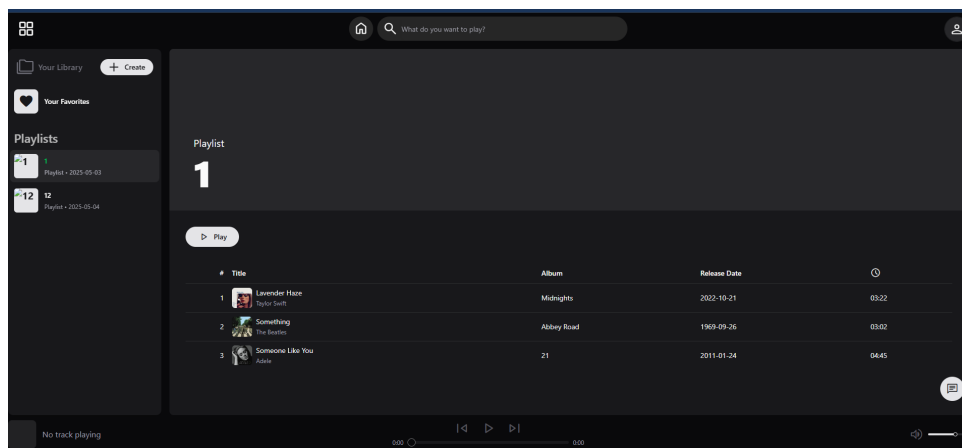 What do you want to play?
Your Library
+ Create
Your Favorites
Playlists
1
1
Playlist • 2025-05-03
12
12
Playlist • 2025-05-04
Playlist
1
Play
# Title Album Release Date
1 Lavender Haze Midnights 2022-10-21 03:22
Taylor Swift
2 Something Abbey Road 1969-09-26 03:02
The Beatles
3 Someone Like You 21 2011-01-24 04:45
Adele
No track playing
0:00 0:00